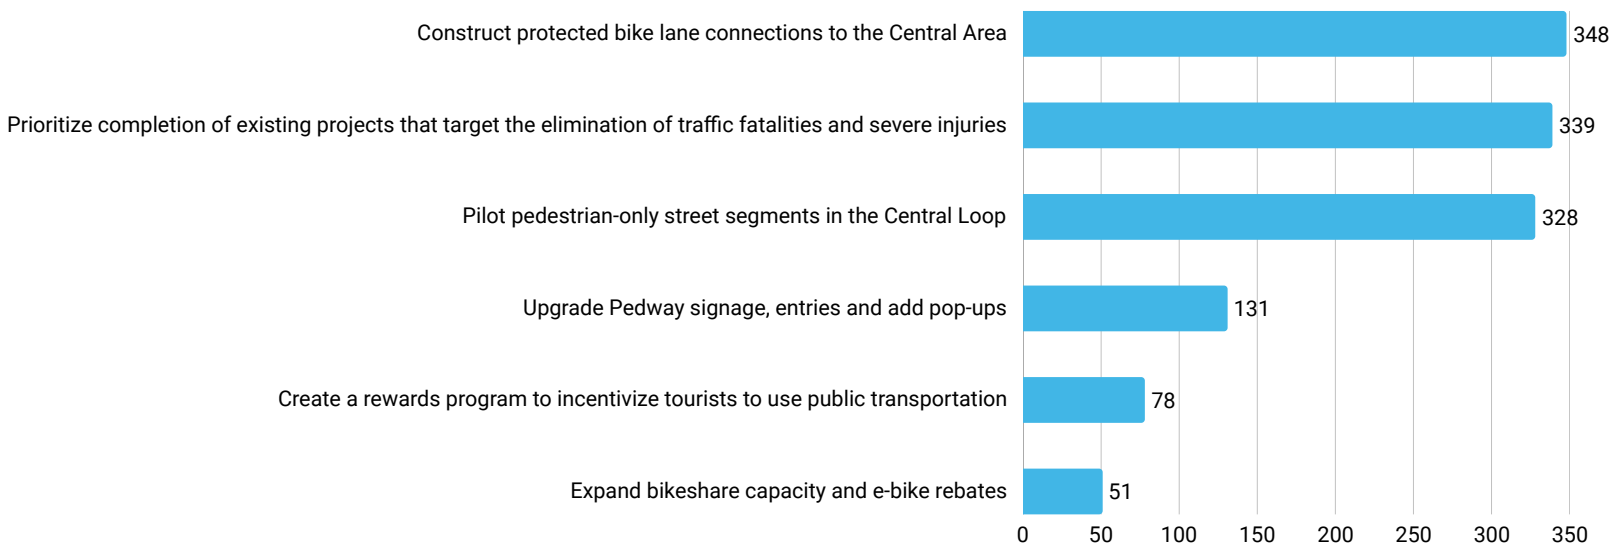 Construct protected bike lane connections to the Central Area 348
Prioritize completion of existing projects that target the elimination of traffic fatalities and severe injuries 339
Pilot pedestrian-only street segments in the Central Loop 328
Upgrade Pedway signage, entries and add pop-ups 131
Create a rewards program to incentivize tourists to use public transportation 78
Expand bikeshare capacity and e-bike rebates 51
0 50 100 150 200 250 300 350